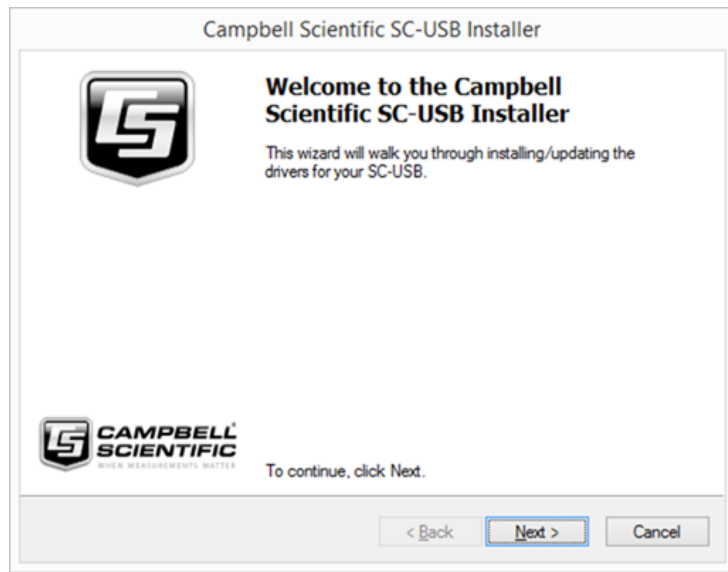 Campbell Scientific SC-USB Installer
Welcome to the Campbell
Scientific SC-USB Installer
This wizard will walk you through installing/updating the
drivers for your SC-USB.
CAMPBELL
SCIENTIFIC
WHEN MEASUREMENTS MATTER
To continue, click Next.
< Back
Next >
Cancel